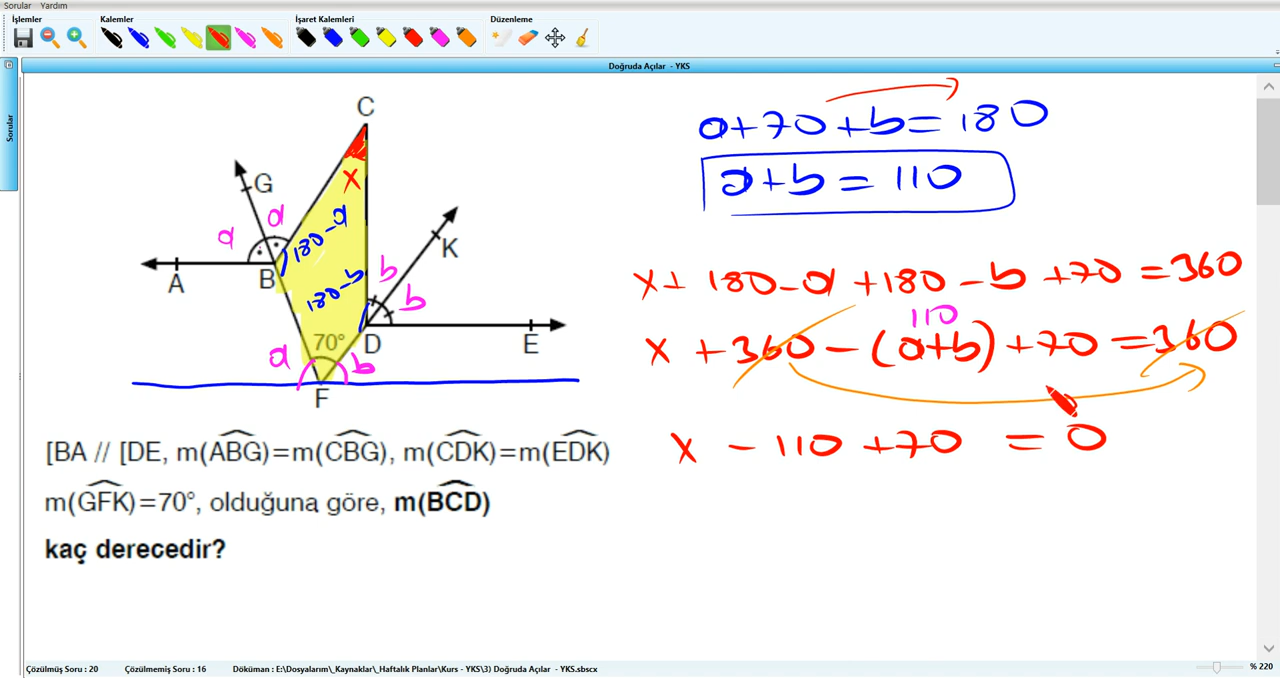 Sorular Yardım
İşlemler Kalemler İşaret Kalemleri Düzenleme
Doğruda Açılar - YKS
Sorular
C
G
x
a a
180-a
K
A B
180-b
b
b
70° D E
a b
F
a+70+b=180
a+b=110
x+180-a+180-b+70=360
110
x+360-(a+b)+70=360
x-110+70=0
[BA // [DE, m(ABG)=m(CBG), m(CDK)=m(EDK)
m(GFK)=70°, olduğuna göre, m(BCD)
kaç derecedir?
Çözülmüş Soru : 20 Çözülmemiş Soru : 16 Döküman : E:\Dosyalarım\_Kaynaklar\_Haftalık Planlar\Kurs - YKS\3) Doğruda Açılar - YKS.sbscx % 220